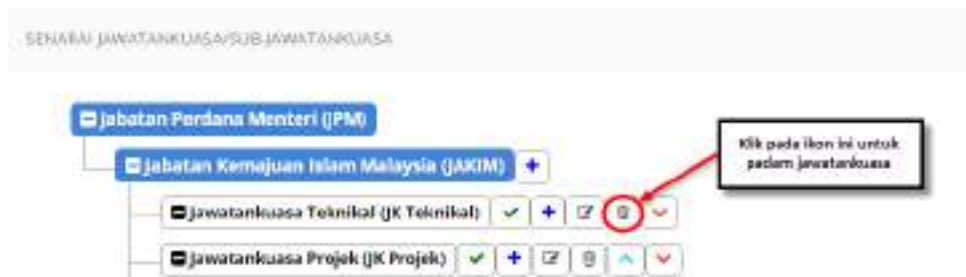 SENARAI JAWATANKUASA/SUB-JAWATANKUASA
Jabatan Perdana Menteri (JPM)
Klik pada ikon ini untuk
padam jawatankuasa
Jabatan Kemajuan Islam Malaysia (JAKIM)
Jawatankuasa Teknikal (JK Teknikal)
Jawatankuasa Projek (JK Projek)